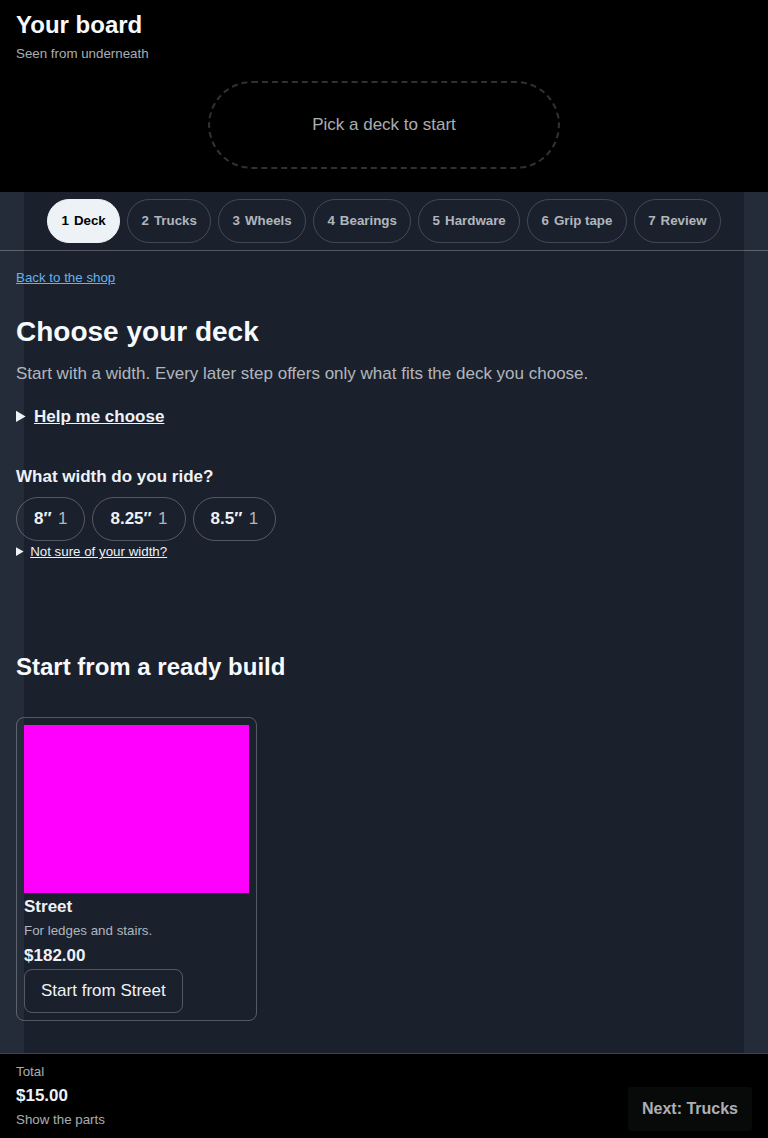 Your board
Seen from underneath
Pick a deck to start
1 Deck 2 Trucks 3 Wheels 4 Bearings 5 Hardware 6 Grip tape 7 Review
Back to the shop
Choose your deck
Start with a width. Every later step offers only what fits the deck you choose.
Help me choose
What width do you ride?
8″ 1 8.25″ 1 8.5″ 1
Not sure of your width?
Start from a ready build
Street
For ledges and stairs.
$182.00
Start from Street
Total
$15.00
Show the parts
Next: Trucks